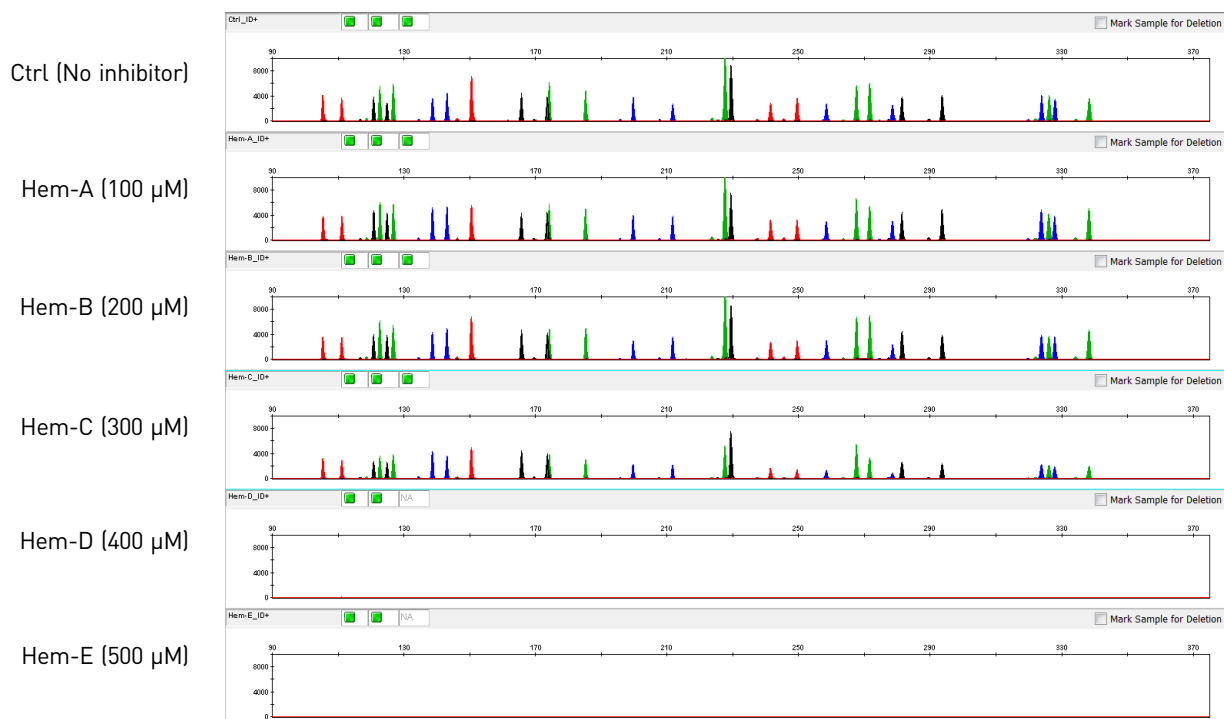 Ctrl_ID+ Mark Sample for Deletion
90 130 170 210 250 290 330 370
Ctrl (No inhibitor)
8000
4000
0
Hem-A_ID+ Mark Sample for Deletion
90 130 170 210 250 290 330 370
Hem-A (100 µM)
8000
4000
0
Hem-B_ID+ Mark Sample for Deletion
90 130 170 210 250 290 330 370
Hem-B (200 µM)
8000
4000
0
Hem-C_ID+ Mark Sample for Deletion
90 130 170 210 250 290 330 370
Hem-C (300 µM)
8000
4000
0
Hem-D_ID+ NA Mark Sample for Deletion
90 130 170 210 250 290 330 370
Hem-D (400 µM)
8000
4000
0
Hem-E_ID+ NA Mark Sample for Deletion
90 130 170 210 250 290 330 370
Hem-E (500 µM)
8000
4000
0